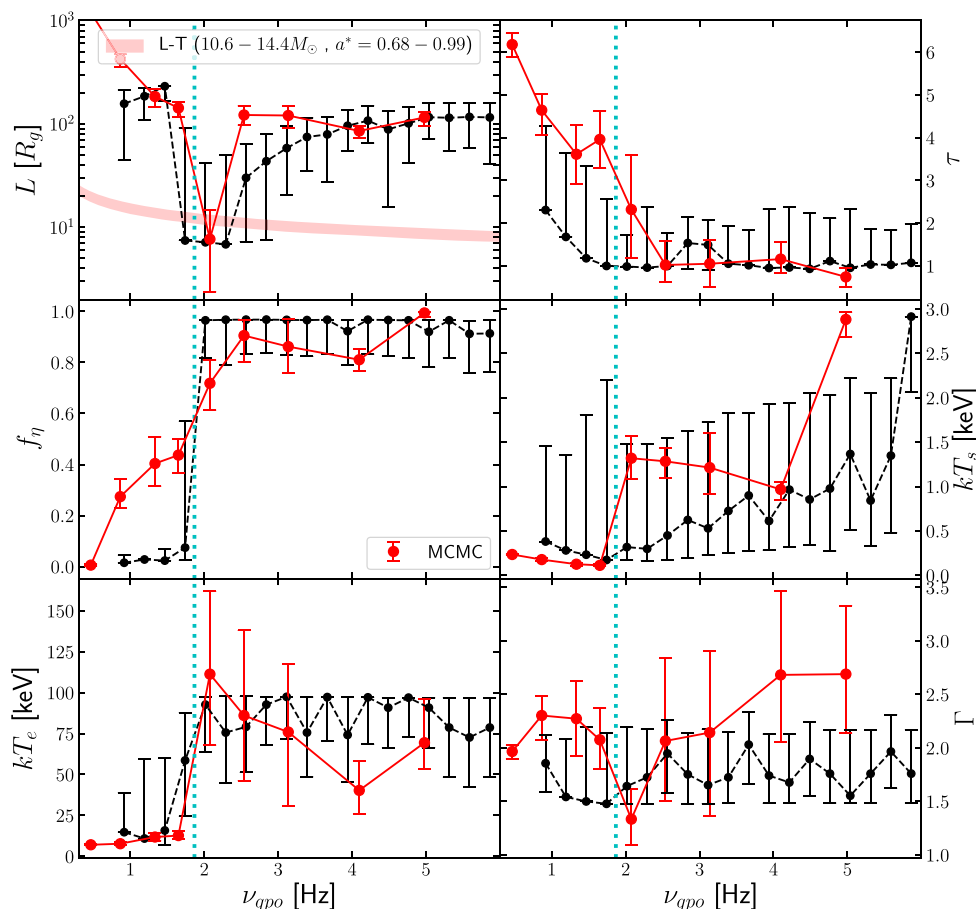 L-T (10.6 − 14.4M⊙ , a* = 0.68 − 0.99)
10³
10²
10¹
L [R_g]
6
5
4
3
2
1
τ
1.0
0.8
0.6
0.4
0.2
0.0
f_η
MCMC
3.0
2.5
2.0
1.5
1.0
0.5
0.0
kT_s [keV]
150
125
100
75
50
25
0
kT_e [keV]
3.5
3.0
2.5
2.0
1.5
1.0
Γ
1 2 3 4 5
ν_qpo [Hz]
1 2 3 4 5
ν_qpo [Hz]